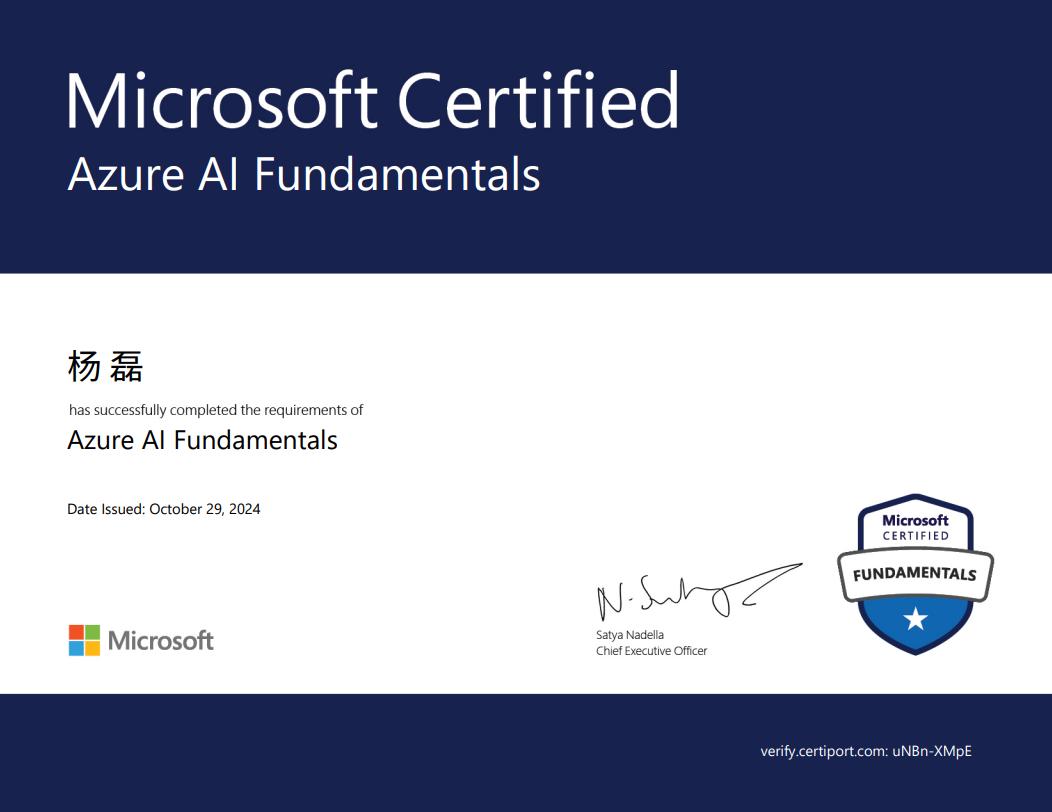 Microsoft Certified
Azure AI Fundamentals
杨 磊
has successfully completed the requirements of
Azure AI Fundamentals
Date Issued: October 29, 2024
Microsoft
CERTIFIED
FUNDAMENTALS
Satya Nadella
Chief Executive Officer
Microsoft
verify.certiport.com: uNBn-XMpE